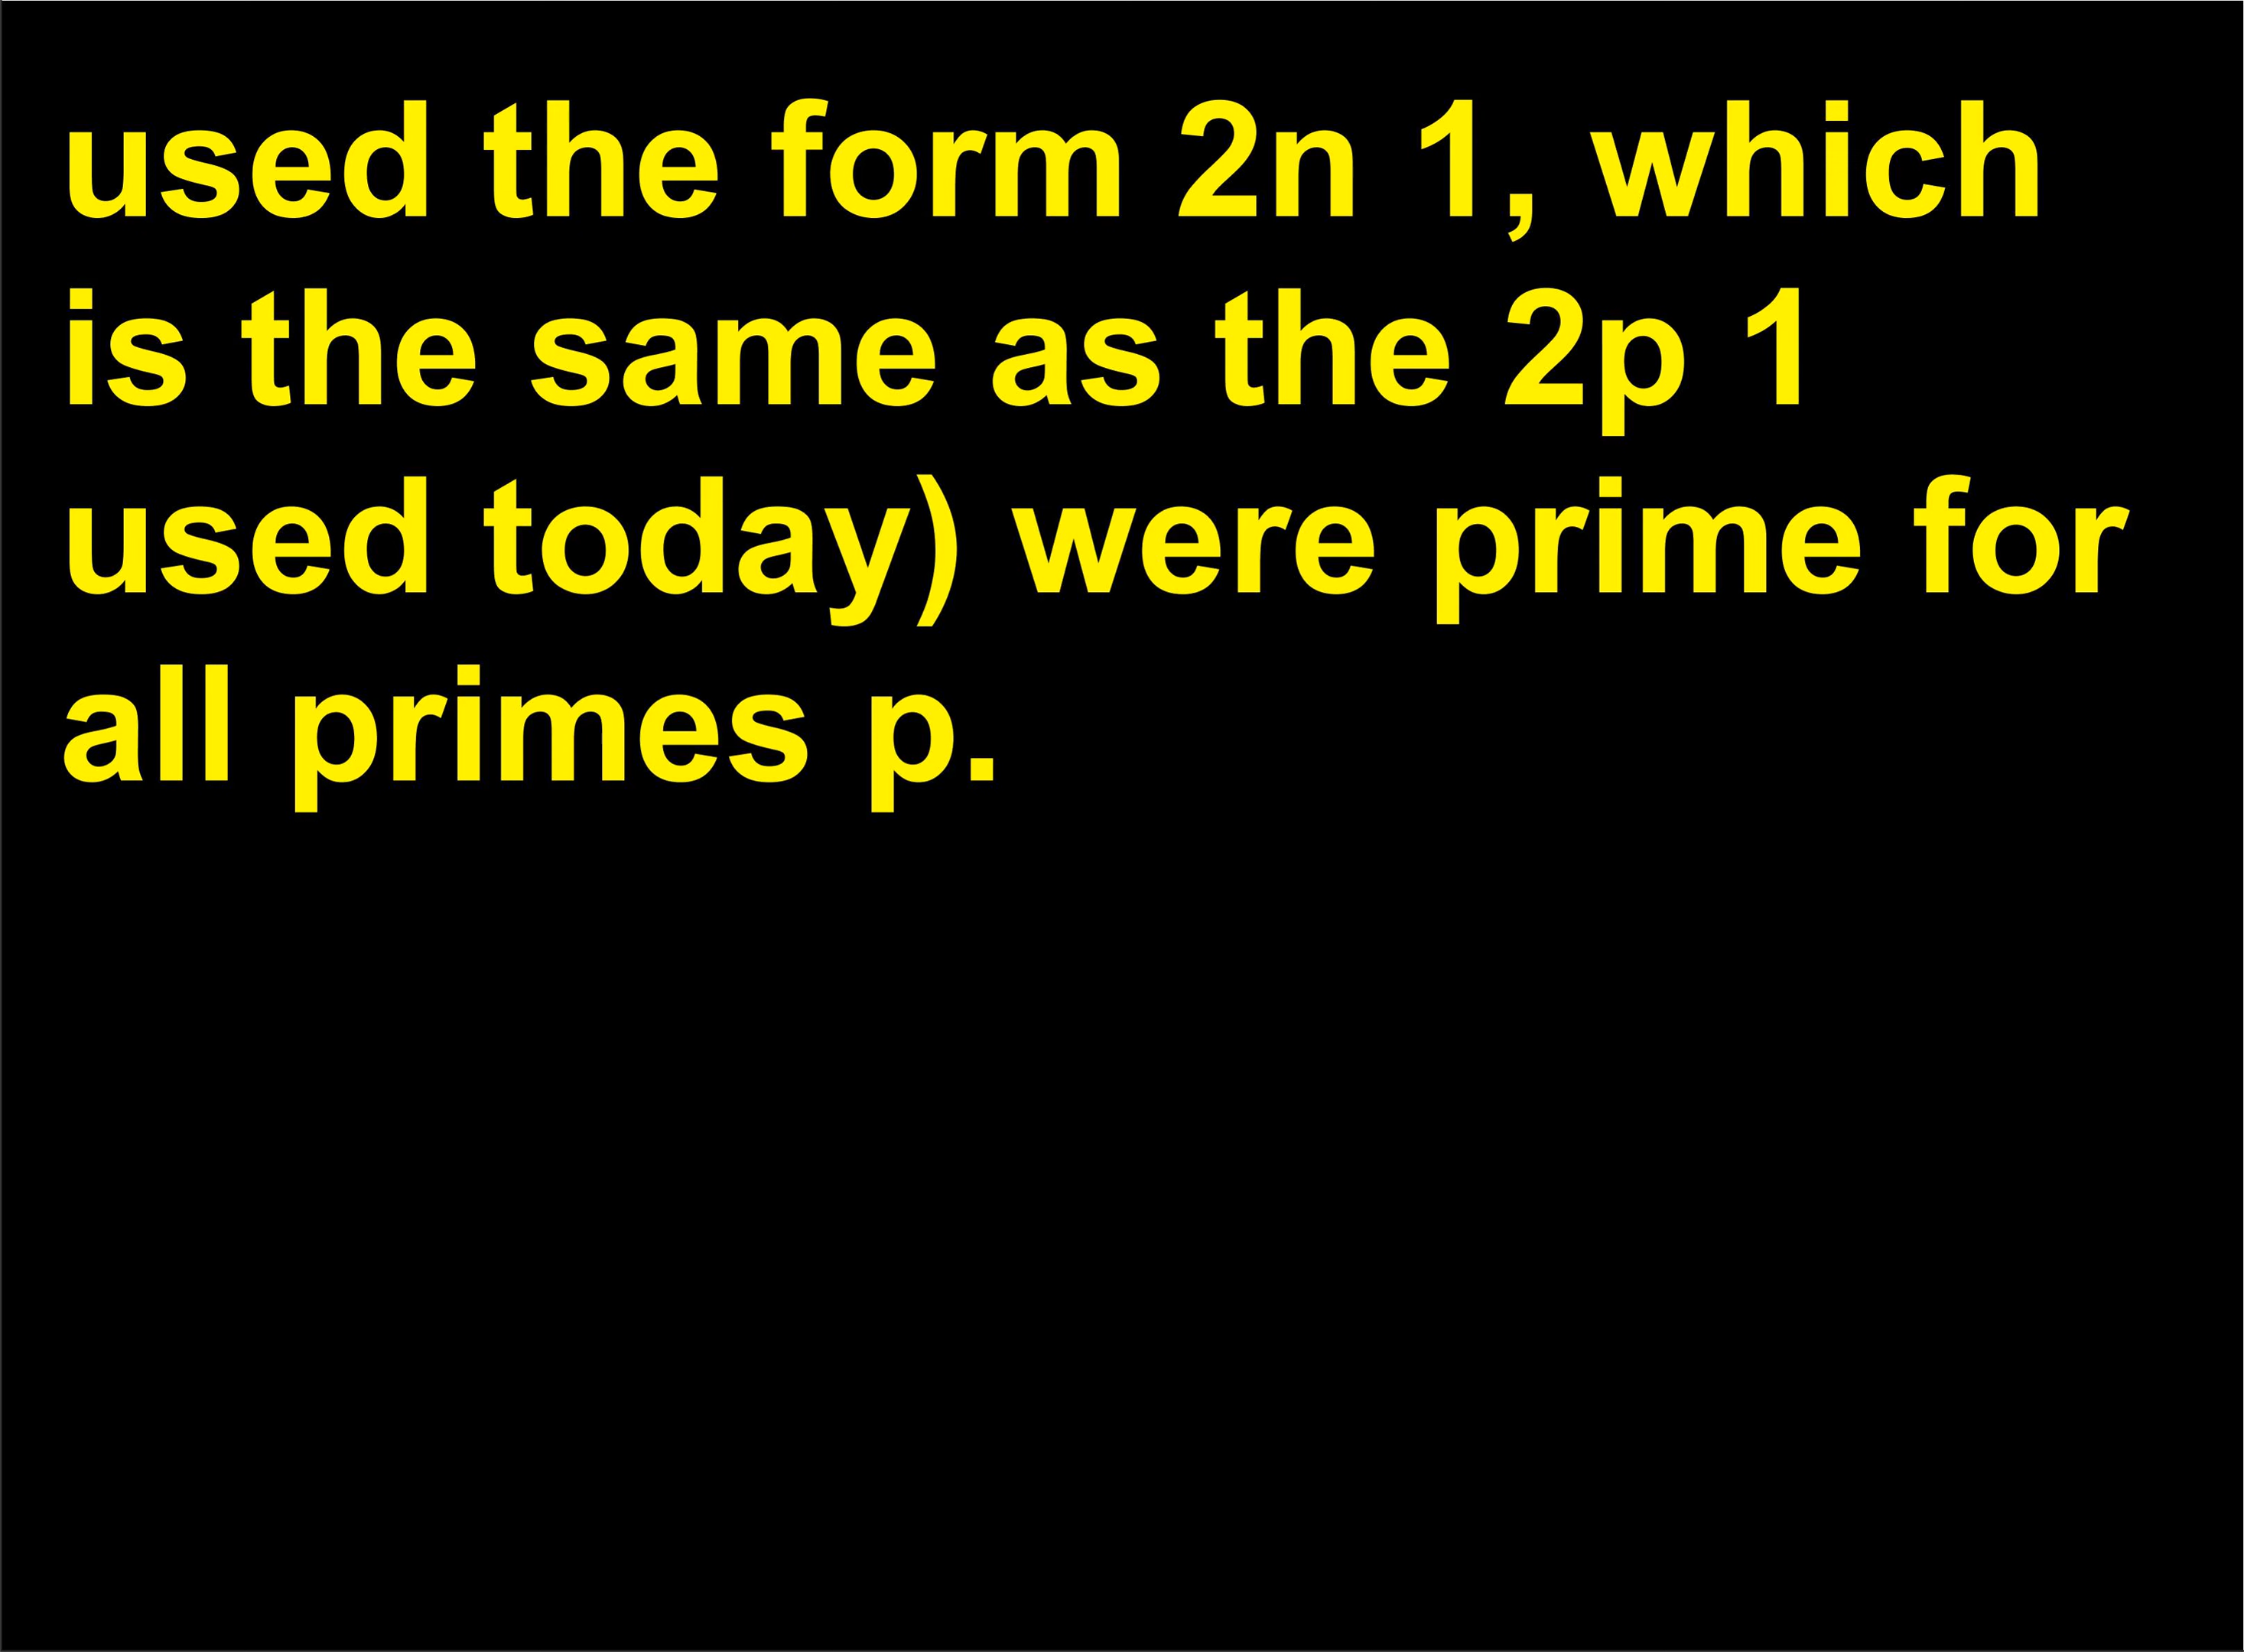 used the form 2n 1, which
is the same as the 2p 1
used today) were prime for
all primes p.